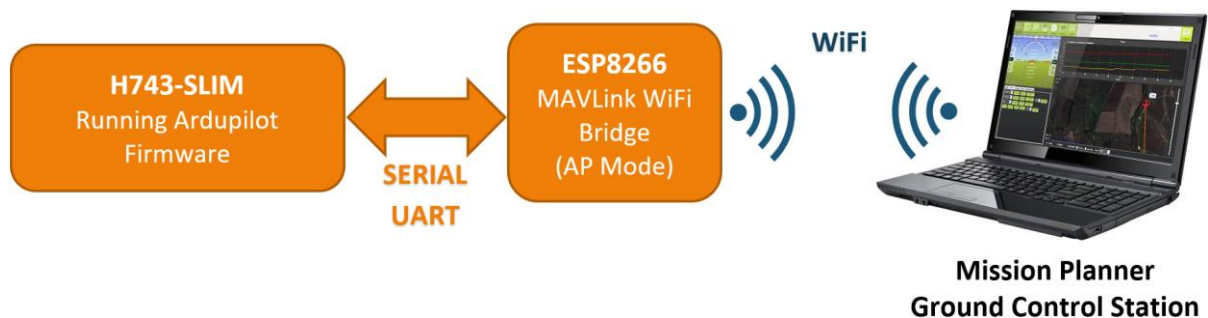 H743-SLIM
Running Ardupilot
Firmware
SERIAL
UART
ESP8266
MAVLink WiFi
Bridge
(AP Mode)
WiFi
Mission Planner
Ground Control Station